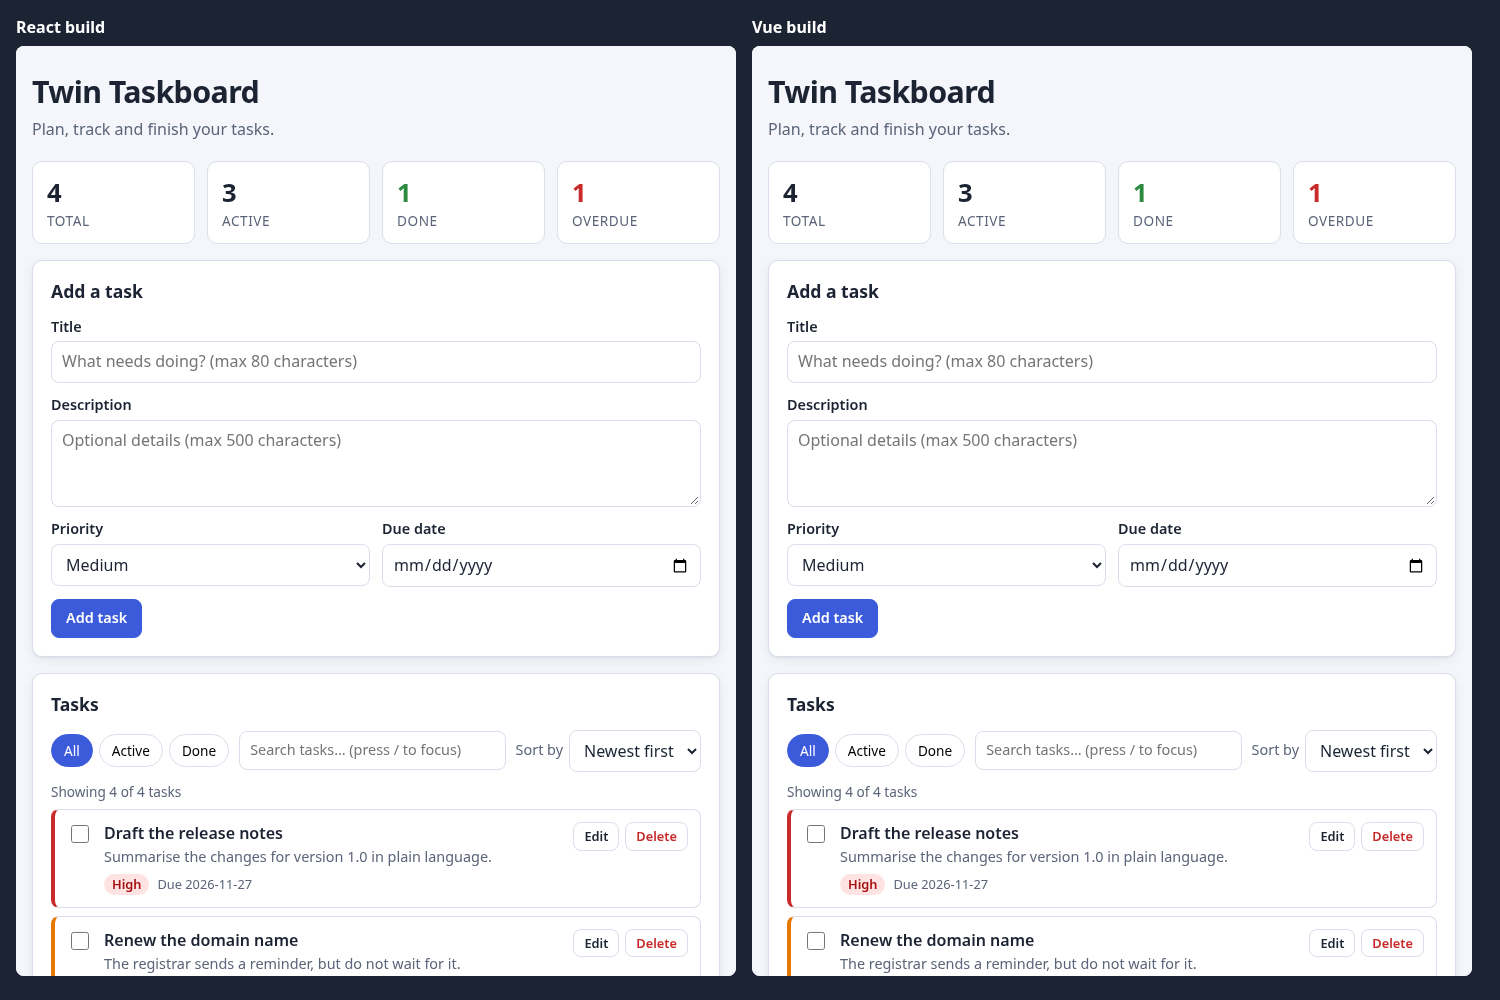 React build
Twin Taskboard
Plan, track and finish your tasks.
4
TOTAL
3
ACTIVE
1
DONE
1
OVERDUE
Add a task
Title
What needs doing? (max 80 characters)
Description
Optional details (max 500 characters)
Priority
Due date
Medium
mm/dd/yyyy
Add task
Tasks
All
Active
Done
Search tasks... (press / to focus)
Sort by
Newest first
Showing 4 of 4 tasks
Draft the release notes
Edit
Delete
Summarise the changes for version 1.0 in plain language.
High
Due 2026-11-27
Renew the domain name
Edit
Delete
The registrar sends a reminder, but do not wait for it.
Vue build
Twin Taskboard
Plan, track and finish your tasks.
4
TOTAL
3
ACTIVE
1
DONE
1
OVERDUE
Add a task
Title
What needs doing? (max 80 characters)
Description
Optional details (max 500 characters)
Priority
Due date
Medium
mm/dd/yyyy
Add task
Tasks
All
Active
Done
Search tasks... (press / to focus)
Sort by
Newest first
Showing 4 of 4 tasks
Draft the release notes
Edit
Delete
Summarise the changes for version 1.0 in plain language.
High
Due 2026-11-27
Renew the domain name
Edit
Delete
The registrar sends a reminder, but do not wait for it.